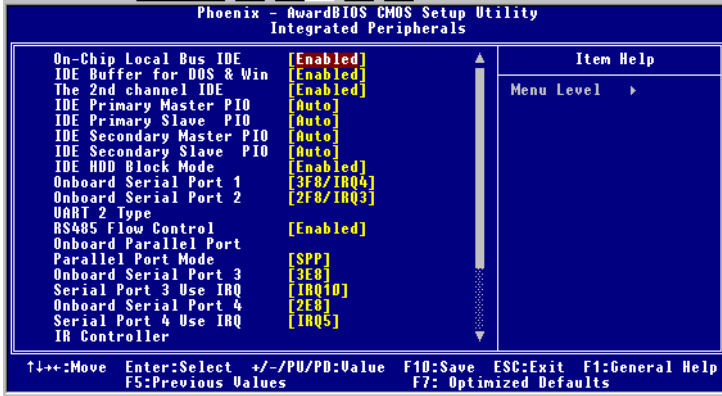 Phoenix - AwardBIOS CMOS Setup Utility
Integrated Peripherals
On-Chip Local Bus IDE [Enabled]
IDE Buffer for DOS & Win [Enabled]
The 2nd channel IDE [Enabled]
IDE Primary Master PIO [Auto]
IDE Primary Slave PIO [Auto]
IDE Secondary Master PIO [Auto]
IDE Secondary Slave PIO [Auto]
IDE HDD Block Mode [Enabled]
Onboard Serial Port 1 [3F8/IRQ4]
Onboard Serial Port 2 [2F8/IRQ3]
UART 2 Type
RS485 Flow Control [Enabled]
Onboard Parallel Port
Parallel Port Mode [SPP]
Onboard Serial Port 3 [3E8]
Serial Port 3 Use IRQ [IRQ10]
Onboard Serial Port 4 [2E8]
Serial Port 4 Use IRQ [IRQ5]
IR Controller
Item Help
Menu Level ▸
↑↓→←:Move Enter:Select +/-/PU/PD:Value F10:Save ESC:Exit F1:General Help
F5:Previous Values F7: Optimized Defaults